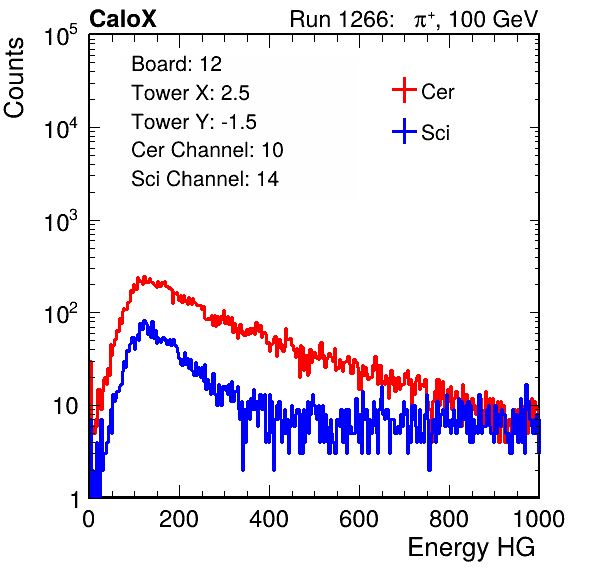 CaloX Run 1266: π⁺, 100 GeV
Counts
Board: 12
Tower X: 2.5
Tower Y: -1.5
Cer Channel: 10
Sci Channel: 14
Cer
Sci
10⁵
10⁴
10³
10²
10
1
0 200 400 600 800 1000
Energy HG